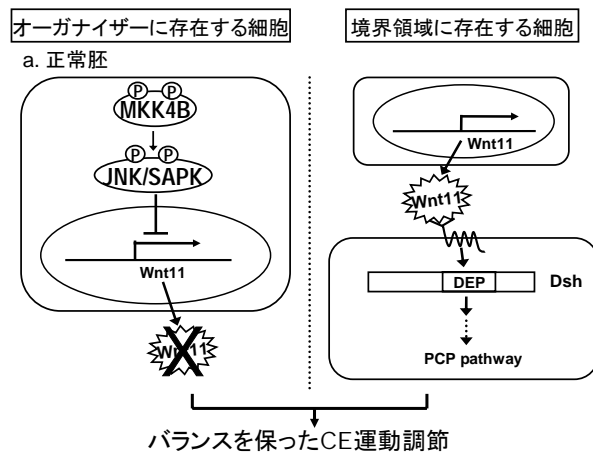 オーガナイザーに存在する細胞
境界領域に存在する細胞
a. 正常胚
P P
MKK4B
P P
JNK/SAPK
Wnt11
Wnt11
Wnt11
Wnt11
DEP
Dsh
PCP pathway
バランスを保ったCE運動調節